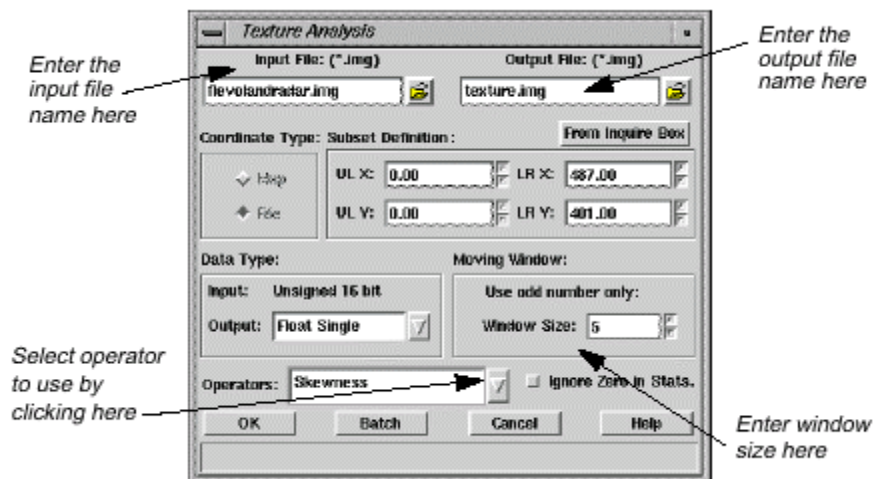 Texture Analysis
Enter the
input file
name here
Enter the
output file
name here
Input File: (*.img)
Output File: (*.img)
flevolandradar.img
texture.img
From Inquire Box
Coordinate Type:
Subset Definition:
Map
File
UL X: 0.00
LR X: 487.00
UL Y: 0.00
LR Y: 401.00
Data Type:
Moving Window:
Input: Unsigned 16 bit
Use odd number only:
Output: Float Single
Window Size: 5
Select operator
to use by
clicking here
Operators: Skewness
Ignore Zero in Stats.
OK
Batch
Cancel
Help
Enter window
size here